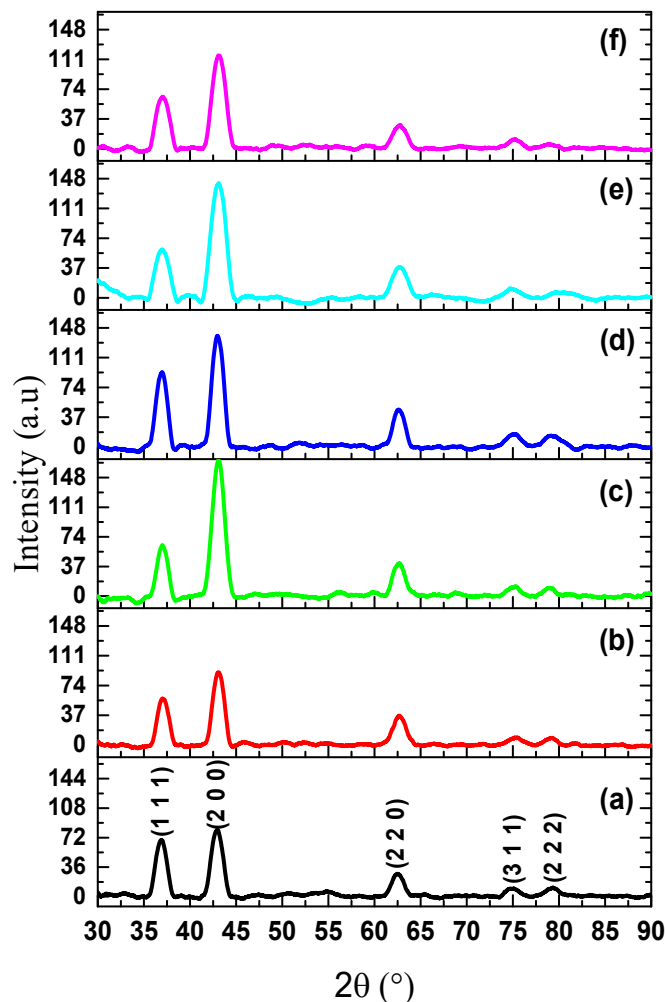 148
111
74
37
0
(f)
148
111
74
37
0
(e)
148
111
74
37
0
(d)
148
111
74
37
0
(c)
148
111
74
37
0
(b)
144
108
72
36
0
(a)
(1 1 1)
(2 0 0)
(2 2 0)
(3 1 1)
(2 2 2)
Intensity (a.u)
30 35 40 45 50 55 60 65 70 75 80 85 90
2θ (°)